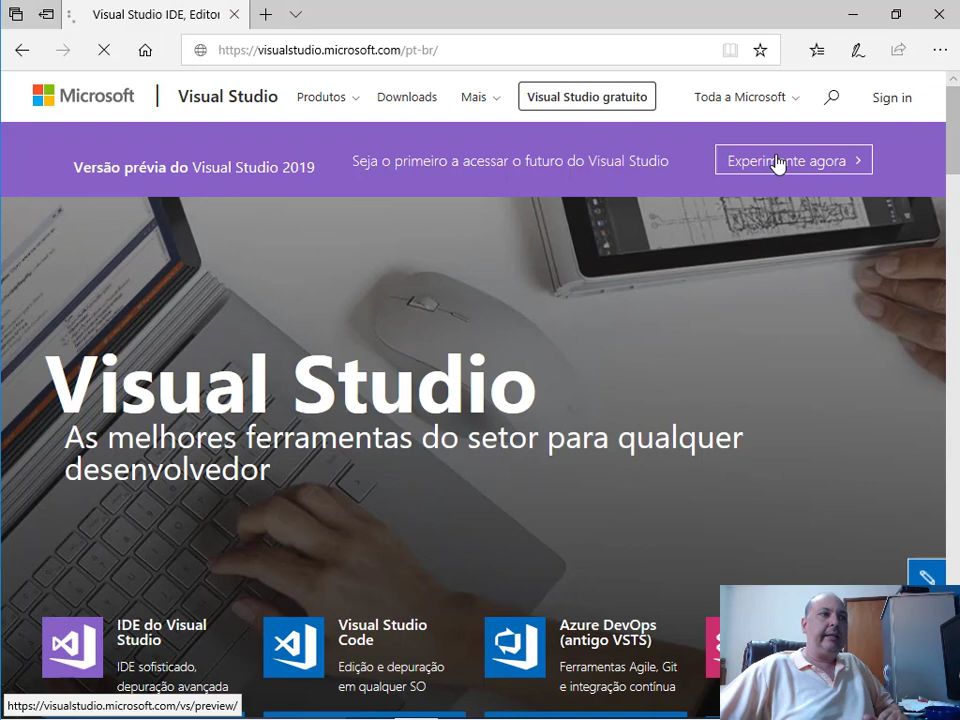 Visual Studio IDE, Editor
https://visualstudio.microsoft.com/pt-br/
Microsoft
Visual Studio
Produtos
Downloads
Mais
Visual Studio gratuito
Toda a Microsoft
Sign in
Versão prévia do Visual Studio 2019
Seja o primeiro a acessar o futuro do Visual Studio
Experimente agora
Visual Studio
As melhores ferramentas do setor para qualquer
desenvolvedor
IDE do Visual
Studio
IDE sofisticado,
depuração avançada
Visual Studio
Code
Edição e depuração
em qualquer SO
Azure DevOps
(antigo VSTS)
Ferramentas Agile, Git
e integração contínua
https://visualstudio.microsoft.com/vs/preview/